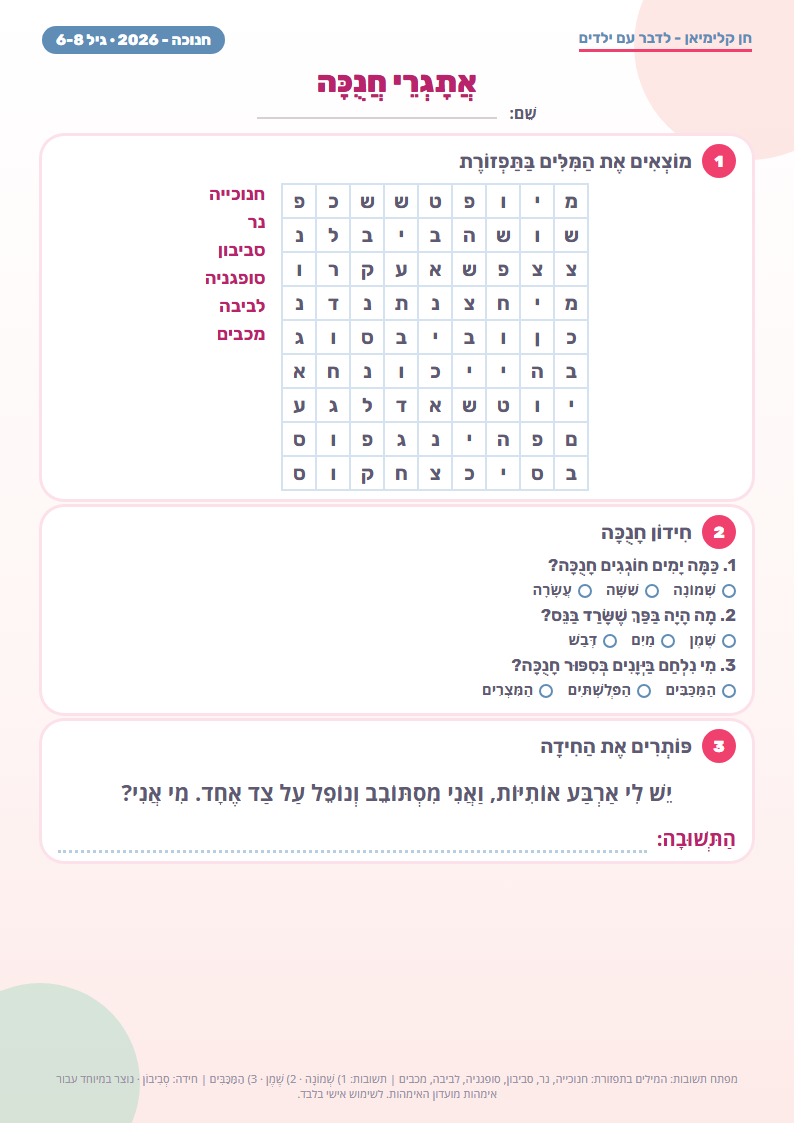 חן קלימיאן - לדבר עם ילדים
חנוכה - 2026 • גיל 6-8
אֶתְגְּרֵי חֲנֻכָּה
שֵׁם:
1 מוֹצְאִים אֶת הַמִּלִּים בַּתַּפְזוֹרֶת
מ י ו פ ט ש ש כ פ
ש ו ש ה ב י ב ל נ
צ צ פ ש א ע ק ר ו
מ י ח צ נ ת נ ד נ
כ ן ו ב י ב ס ו ג
ב ה י י כ ו נ ח א
י ו ט ש א ד ל ג ע
ם פ ה י נ ג פ ו ס
ב ס י כ צ ח ק ו ס
חנוכייה
נר
סביבון
סופגניה
לביבה
מכבים
2 חִידוֹן חֲנֻכָּה
1. כַּמָּה יָמִים חוֹגְגִים חֲנֻכָּה?
שְׁמוֹנָה שִׁשָּׁה עֲשָׂרָה
2. מָה הָיָה בַּפַּךְ שֶׁשָּׂרַד בַּנֵּס?
שֶׁמֶן מַיִם דְּבַשׁ
3. מִי נִלְחַם בַּיְּוָנִים בְּסִפּוּר חֲנֻכָּה?
הַמַּכַּבִּים הַפְּלִשְׁתִּים הַמִּצְרִים
3 פּוֹתְרִים אֶת הַחִידָה
יֵשׁ לִי אַרְבַּע אוֹתִיּוֹת, וַאֲנִי מִסְתּוֹבֵב וְנוֹפֵל עַל צַד אֶחָד. מִי אֲנִי?
הַתְּשׁוּבָה:
מפתח תשובות: המילים בתפזורת: חנוכייה, נר, סביבון, סופגניה, לביבה, מכבים | תשובות: 1) שְׁמוֹנָה · 2) שֶׁמֶן · 3) הַמַּכַּבִּים | חידה: סְבִיבוֹן · נוצר במיוחד עבור
אימהות מועדון האימהות. לשימוש אישי בלבד.